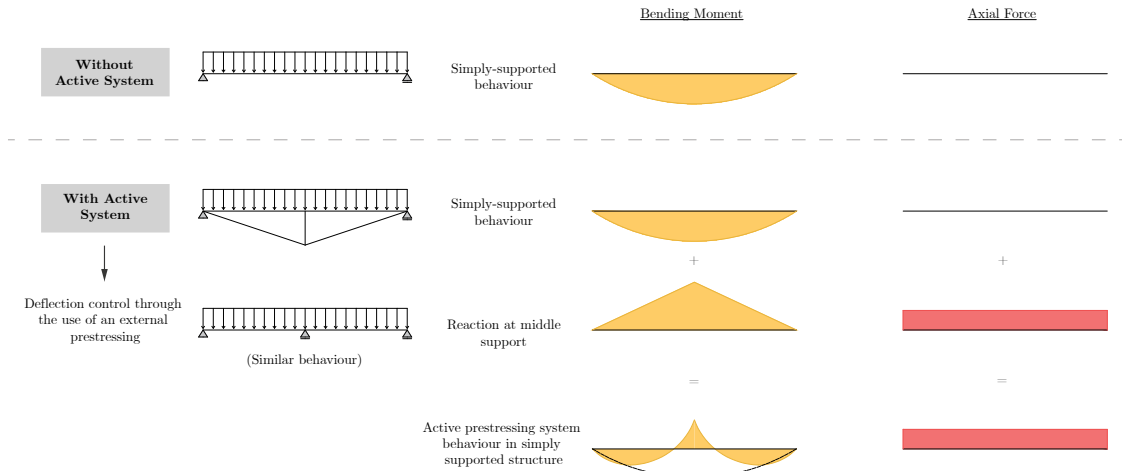 Bending Moment
Axial Force
Without
Active System
Simply-supported
behaviour
With Active
System
Simply-supported
behaviour
+
+
Deflection control through
the use of an external
prestressing
(Similar behaviour)
Reaction at middle
support
=
=
Active prestressing system
behaviour in simply
supported structure